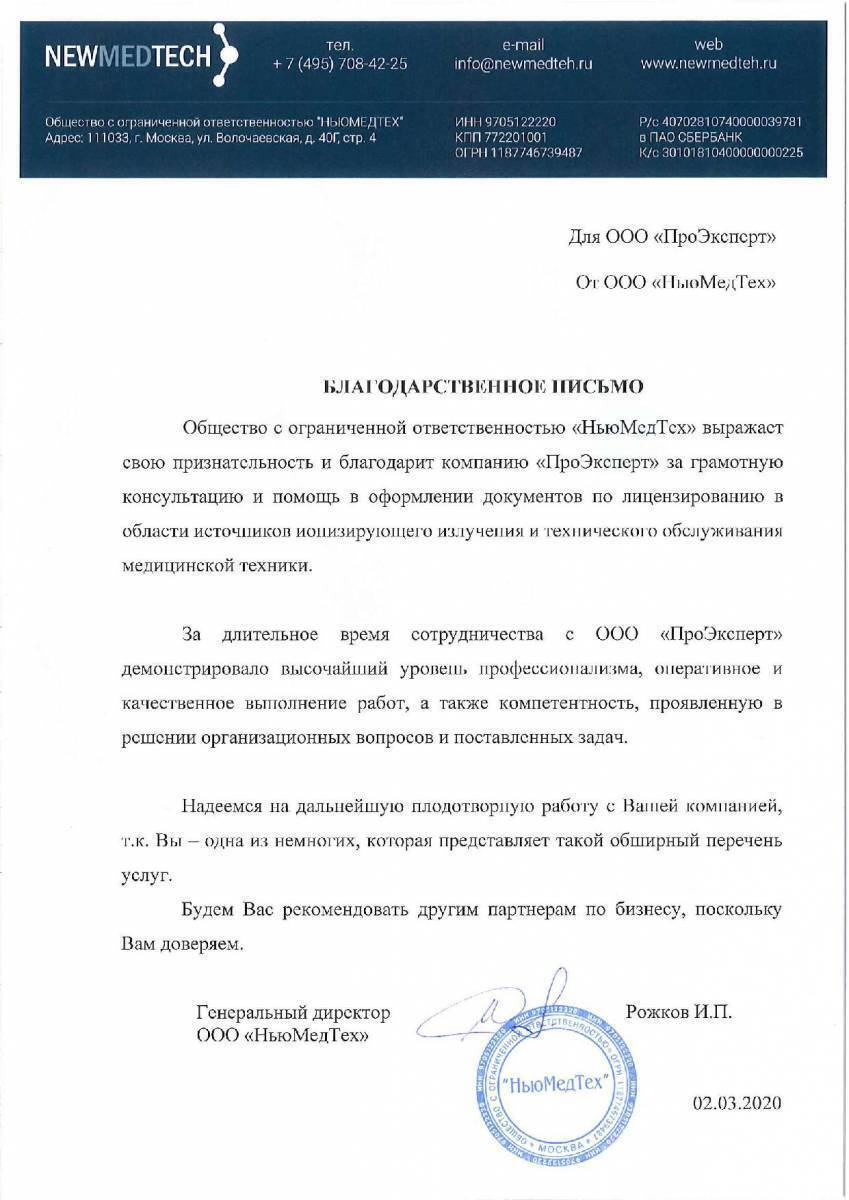 NEWMEDTECH
тел.
+ 7 (495) 708-42-25
e-mail
info@newmedteh.ru
web
www.newmedteh.ru
Общество с ограниченной ответственностью "НЬЮМЕДТЕХ"
Адрес: 111033, г. Москва, ул. Волочаевская, д. 40Г, стр. 4
ИНН 9705122220
КПП 772201001
ОГРН 1187746739487
Р/с 40702810740000039781
в ПАО СБЕРБАНК
К/с 30101810400000000225
Для ООО «ПроЭксперт»
От ООО «НьюМедТех»
БЛАГОДАРСТВЕННОЕ ПИСЬМО
Общество с ограниченной ответственностью «НьюМедТех» выражает
свою признательность и благодарит компанию «ПроЭксперт» за грамотную
консультацию и помощь в оформлении документов по лицензированию в
области источников ионизирующего излучения и технического обслуживания
медицинской техники.
За длительное время сотрудничества с ООО «ПроЭксперт»
демонстрировало высочайший уровень профессионализма, оперативное и
качественное выполнение работ, а также компетентность, проявленную в
решении организационных вопросов и поставленных задач.
Надеемся на дальнейшую плодотворную работу с Вашей компанией,
т.к. Вы – одна из немногих, которая представляет такой обширный перечень
услуг.
Будем Вас рекомендовать другим партнерам по бизнесу, поскольку
Вам доверяем.
Генеральный директор
ООО «НьюМедТех»
Рожков И.П.
ОБЩЕСТВО С ОГРАНИЧЕННОЙ ОТВЕТСТВЕННОСТЬЮ ОГРН 1187746739487
"НьюМедТех"
МОСКВА
02.03.2020